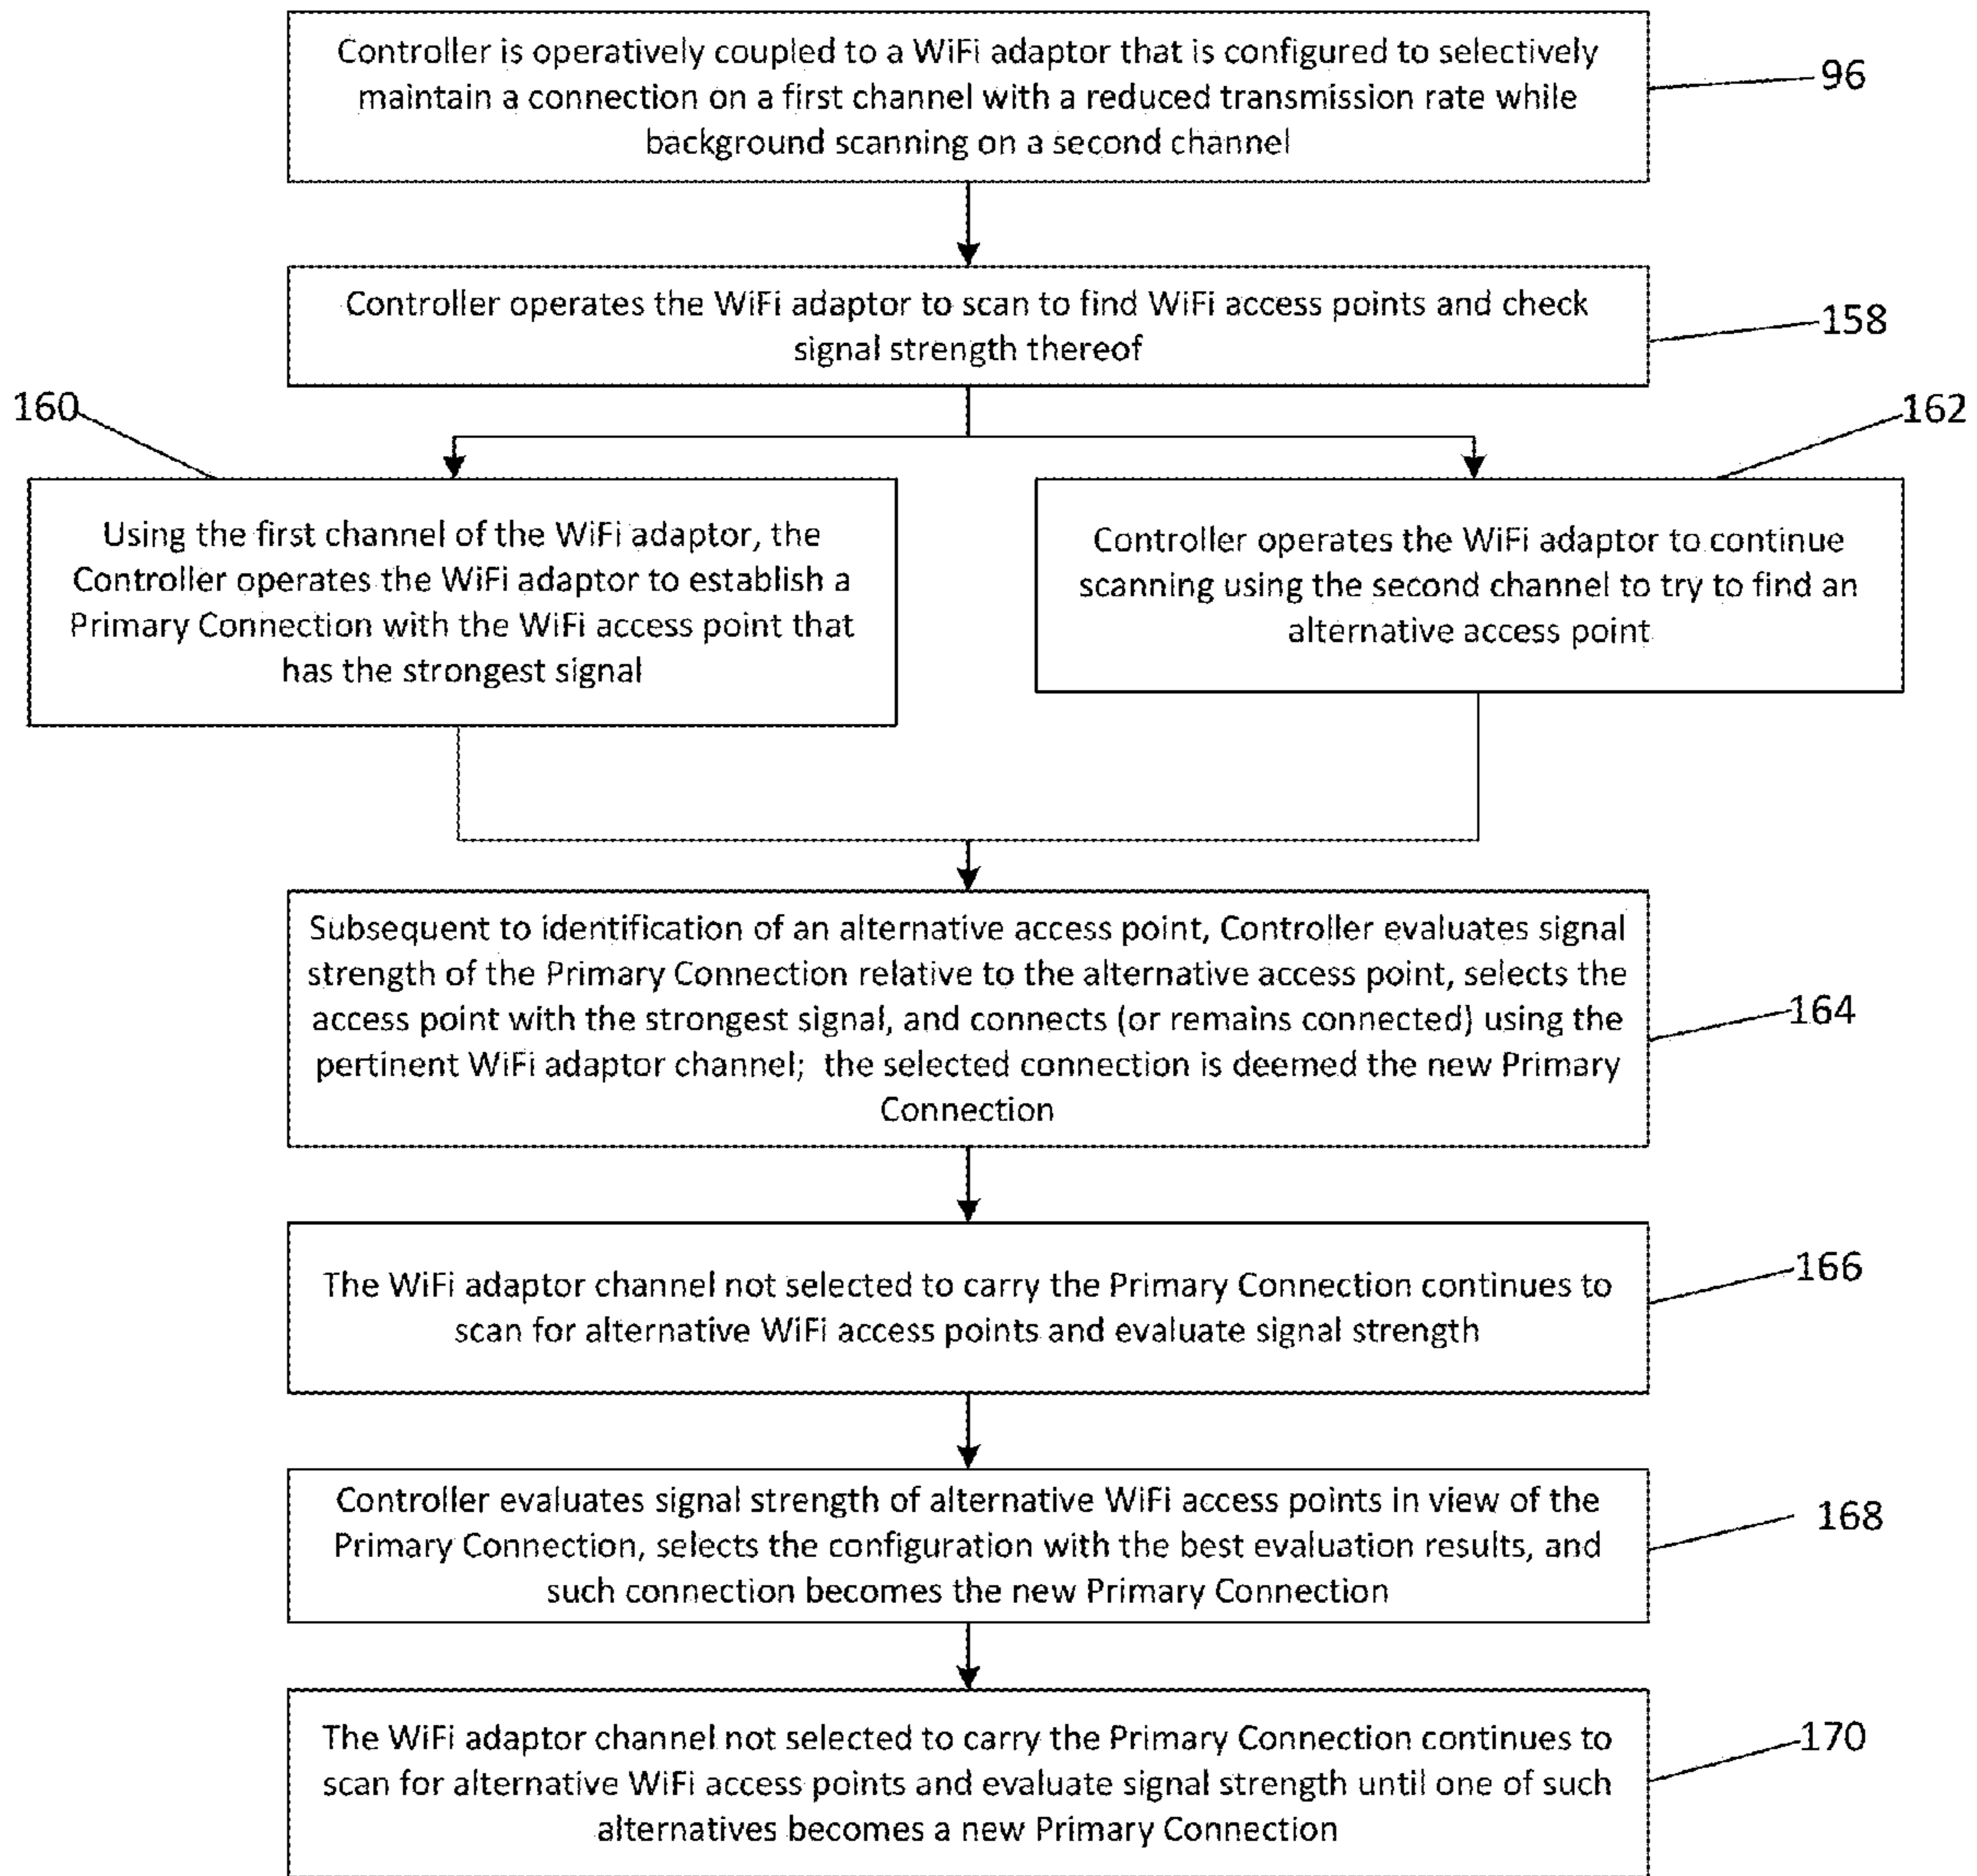 Controller is operatively coupled to a WiFi adaptor that is configured to selectively
maintain a connection on a first channel with a reduced transmission rate while
background scanning on a second channel
96
Controller operates the WiFi adaptor to scan to find WiFi access points and check
signal strength thereof
158
160
162
Using the first channel of the WiFi adaptor, the
Controller operates the WiFi adaptor to establish a
Primary Connection with the WiFi access point that
has the strongest signal
Controller operates the WiFi adaptor to continue
scanning using the second channel to try to find an
alternative access point
Subsequent to identification of an alternative access point, Controller evaluates signal
strength of the Primary Connection relative to the alternative access point, selects the
access point with the strongest signal, and connects (or remains connected) using the
pertinent WiFi adaptor channel; the selected connection is deemed the new Primary
Connection
164
The WiFi adaptor channel not selected to carry the Primary Connection continues to
scan for alternative WiFi access points and evaluate signal strength
166
Controller evaluates signal strength of alternative WiFi access points in view of the
Primary Connection, selects the configuration with the best evaluation results, and
such connection becomes the new Primary Connection
168
The WiFi adaptor channel not selected to carry the Primary Connection continues to
scan for alternative WiFi access points and evaluate signal strength until one of such
alternatives becomes a new Primary Connection
170